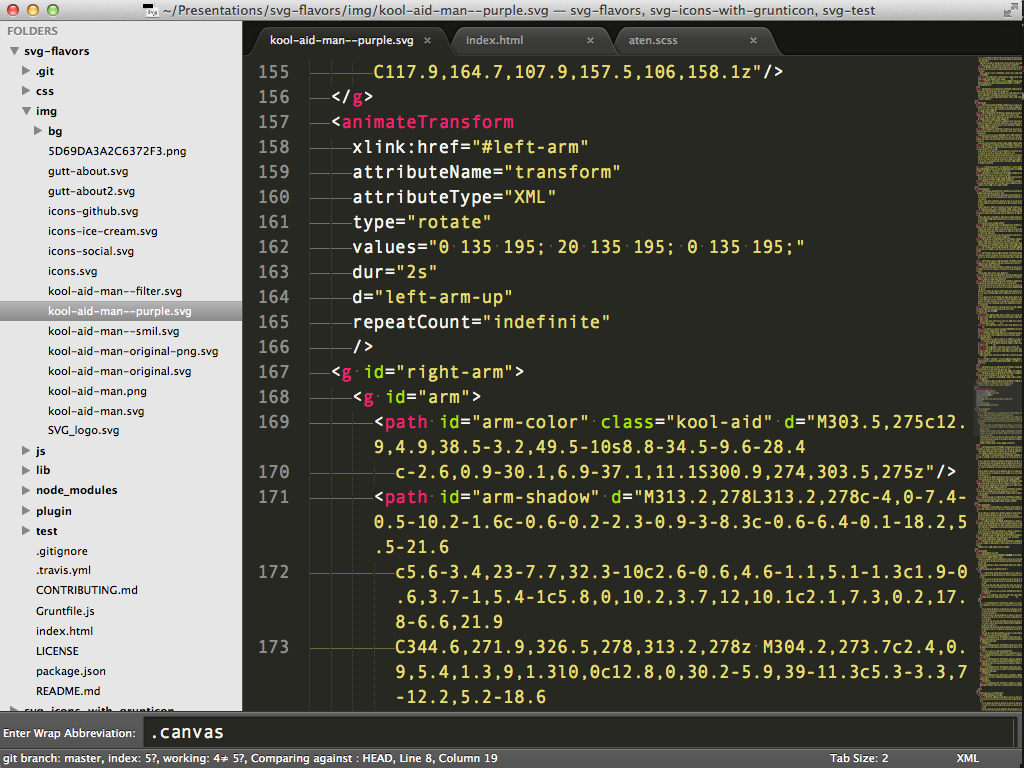 ~/Presentations/svg-flavors/img/kool-aid-man--purple.svg — svg-flavors, svg-icons-with-grunticon, svg-test
FOLDERS
svg-flavors
.git
css
img
bg
5D69DA3A2C6372F3.png
gutt-about.svg
gutt-about2.svg
icons-github.svg
icons-ice-cream.svg
icons-social.svg
icons.svg
kool-aid-man--filter.svg
kool-aid-man--purple.svg
kool-aid-man--smil.svg
kool-aid-man-original-png.svg
kool-aid-man-original.svg
kool-aid-man.png
kool-aid-man.svg
SVG_logo.svg
js
lib
node_modules
plugin
test
.gitignore
.travis.yml
CONTRIBUTING.md
Gruntfile.js
index.html
LICENSE
package.json
README.md
svg_icons_with_grunticon
kool-aid-man--purple.svg × index.html × aten.scss ×
155 C117.9,164.7,107.9,157.5,106,158.1z"/>
156 </g>
157 <animateTransform
158 xlink:href="#left-arm"
159 attributeName="transform"
160 attributeType="XML"
161 type="rotate"
162 values="0 135 195; 20 135 195; 0 135 195;"
163 dur="2s"
164 d="left-arm-up"
165 repeatCount="indefinite"
166 />
167 <g id="right-arm">
168 <g id="arm">
169 <path id="arm-color" class="kool-aid" d="M303.5,275c12.
9,4.9,38.5-3.2,49.5-10s8.8-34.5-9.6-28.4
170 c-2.6,0.9-30.1,6.9-37.1,11.1S300.9,274,303.5,275z"/>
171 <path id="arm-shadow" d="M313.2,278L313.2,278c-4,0-7.4-
0.5-10.2-1.6c-0.6-0.2-2.3-0.9-3-8.3c-0.6-6.4-0.1-18.2,5
.5-21.6
172 c5.6-3.4,23-7.7,32.3-10c2.6-0.6,4.6-1.1,5.1-1.3c1.9-0
.6,3.7-1,5.4-1c5.8,0,10.2,3.7,12,10.1c2.1,7.3,0.2,17.
8-6.6,21.9
173 C344.6,271.9,326.5,278,313.2,278z M304.2,273.7c2.4,0.
9,5.4,1.3,9,1.3l0,0c12.8,0,30.2-5.9,39-11.3c5.3-3.3,7
-12.2,5.2-18.6
Enter Wrap Abbreviation: .canvas
git branch: master, index: 5?, working: 4≠ 5?, Comparing against : HEAD, Line 8, Column 19 Tab Size: 2 XML